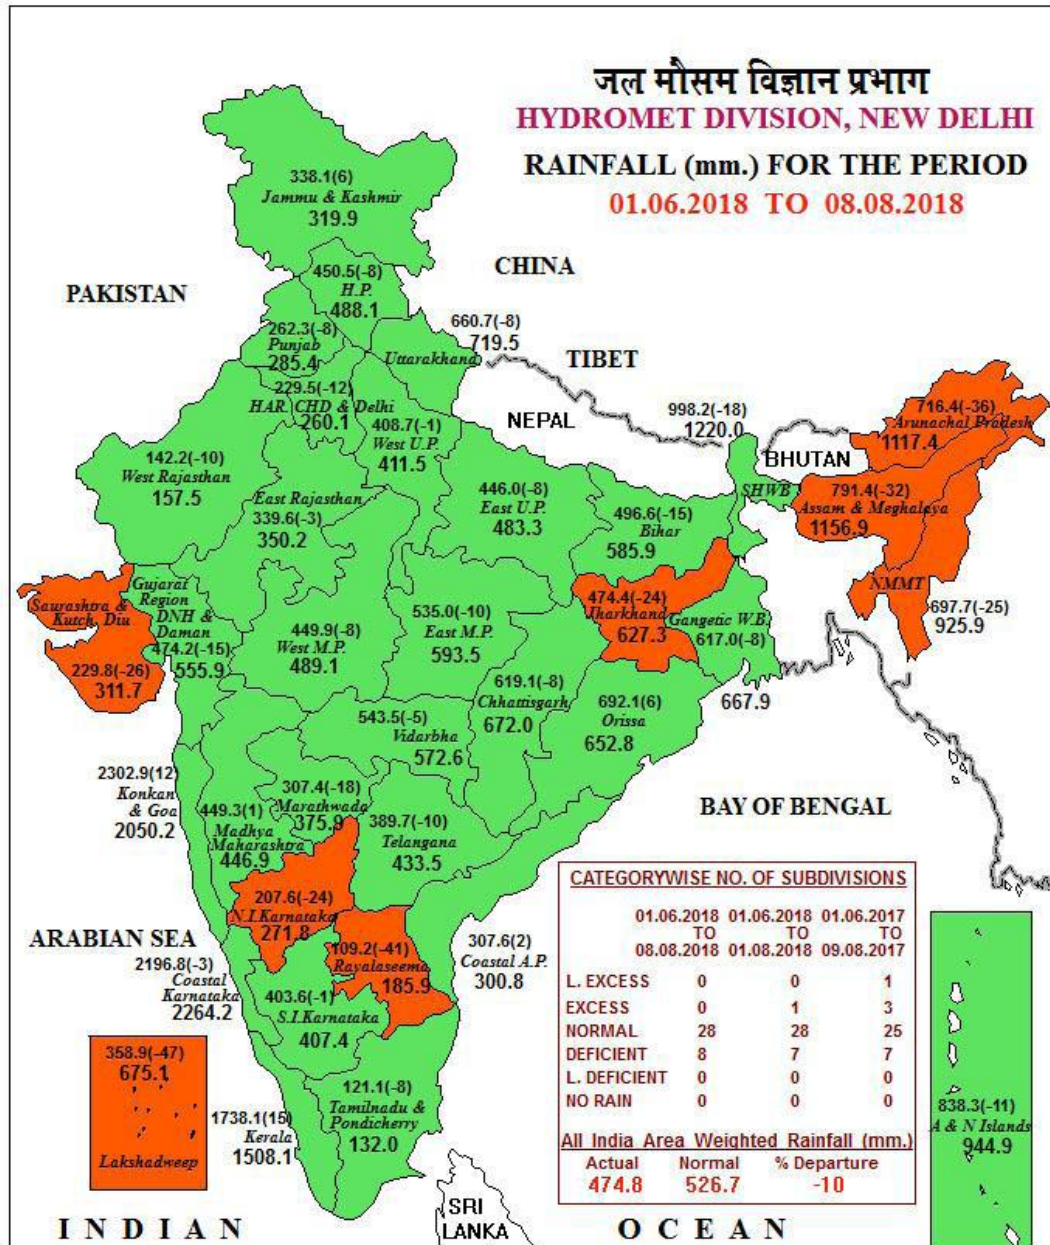 जल मौसम विज्ञान प्रभाग
HYDROMET DIVISION, NEW DELHI
RAINFALL (mm.) FOR THE PERIOD
01.06.2018 TO 08.08.2018
338.1(6)
Jammu & Kashmir
319.9
CHINA
PAKISTAN
450.5(-8)
H.P.
488.1
262.3(-8)
Punjab
285.4
660.7(-8)
719.5
Uttarakhand
TIBET
229.5(-12)
HAR. CHD & Delhi
260.1
408.7(-1)
West U.P.
411.5
NEPAL
998.2(-18)
1220.0
BHUTAN
SHWB
716.4(-36)
Arunachal Pradesh
1117.4
142.2(-10)
West Rajasthan
157.5
East Rajasthan
339.6(-3)
350.2
446.0(-8)
East U.P.
483.3
496.6(-15)
Bihar
585.9
791.4(-32)
Assam & Meghalaya
1156.9
NMMT
697.7(-25)
925.9
Saurashtra &
Kutch, Diu
229.8(-26)
311.7
Gujarat
Region
DNH &
Daman
474.2(-15)
555.9
449.9(-8)
West M.P.
489.1
535.0(-10)
East M.P.
593.5
474.4(-24)
Jharkhand
627.3
Gangetic W.B.
617.0(-8)
667.9
619.1(-8)
Chhattisgarh
672.0
692.1(6)
Orissa
652.8
543.5(-5)
Vidarbha
572.6
2302.9(12)
Konkan
& Goa
2050.2
449.3(1)
Madhya
Maharashtra
446.9
307.4(-18)
Marathwada
375.9
389.7(-10)
Telangana
433.5
BAY OF BENGAL
207.6(-24)
N.I.Karnataka
271.8
109.2(-41)
Rayalaseema
185.9
307.6(2)
Coastal A.P.
300.8
ARABIAN SEA
2196.8(-3)
Coastal
Karnataka
2264.2
403.6(-1)
S.I.Karnataka
407.4
358.9(-47)
675.1
Lakshadweep
1738.1(15)
Kerala
1508.1
121.1(-8)
Tamilnadu &
Pondicherry
132.0
CATEGORYWISE NO. OF SUBDIVISIONS
01.06.2018 01.06.2018 01.06.2017
TO TO TO
08.08.2018 01.08.2018 09.08.2017
L. EXCESS 0 0 1
EXCESS 0 1 3
NORMAL 28 28 25
DEFICIENT 8 7 7
L. DEFICIENT 0 0 0
NO RAIN 0 0 0
All India Area Weighted Rainfall (mm.)
Actual Normal % Departure
474.8 526.7 -10
838.3(-11)
A & N Islands
944.9
SRI
LANKA
INDIAN OCEAN